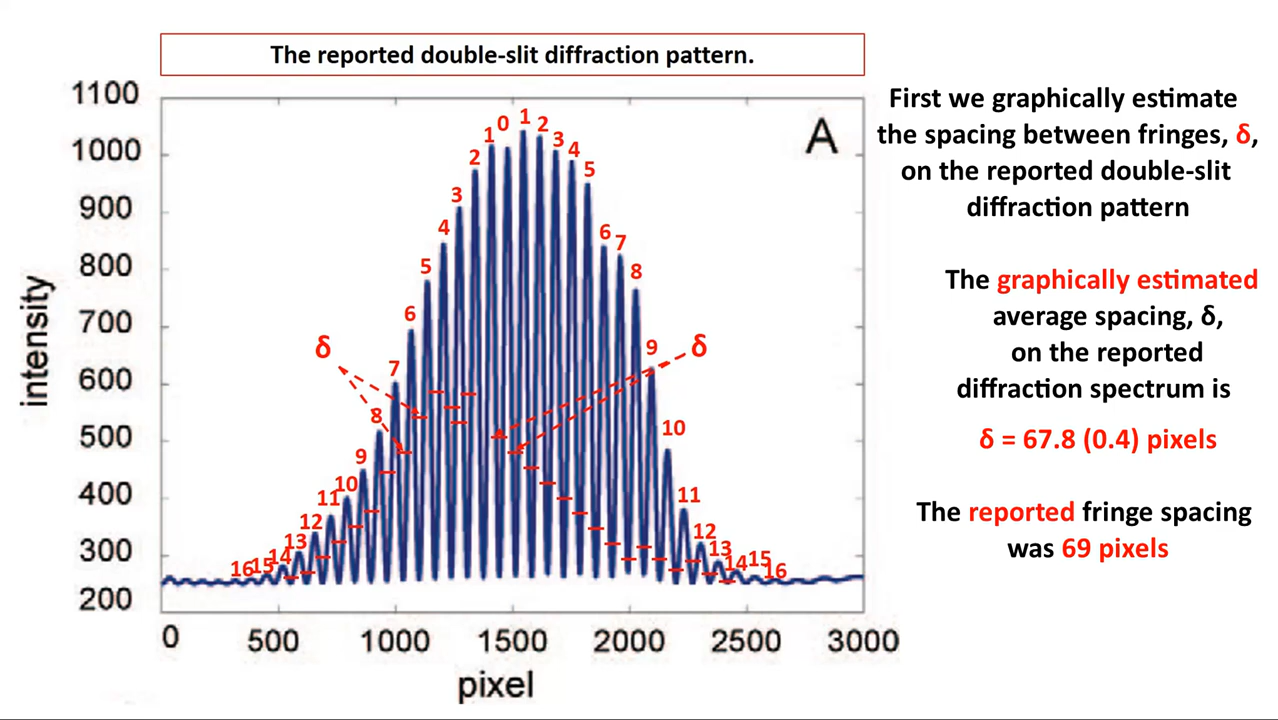 The reported double-slit diffraction pattern.
1100
1000
900
800
700
600
500
400
300
200
intensity
A
16 15 14 13 12 11 10 9 8 7 6 5 4 3 2 1 0 1 2 3 4 5 6 7 8 9 10 11 12 13 14 15 16
δ
δ
0 500 1000 1500 2000 2500 3000
pixel
First we graphically estimate
the spacing between fringes, δ,
on the reported double-slit
diffraction pattern
The graphically estimated
average spacing, δ,
on the reported
diffraction spectrum is
δ = 67.8 (0.4) pixels
The reported fringe spacing
was 69 pixels